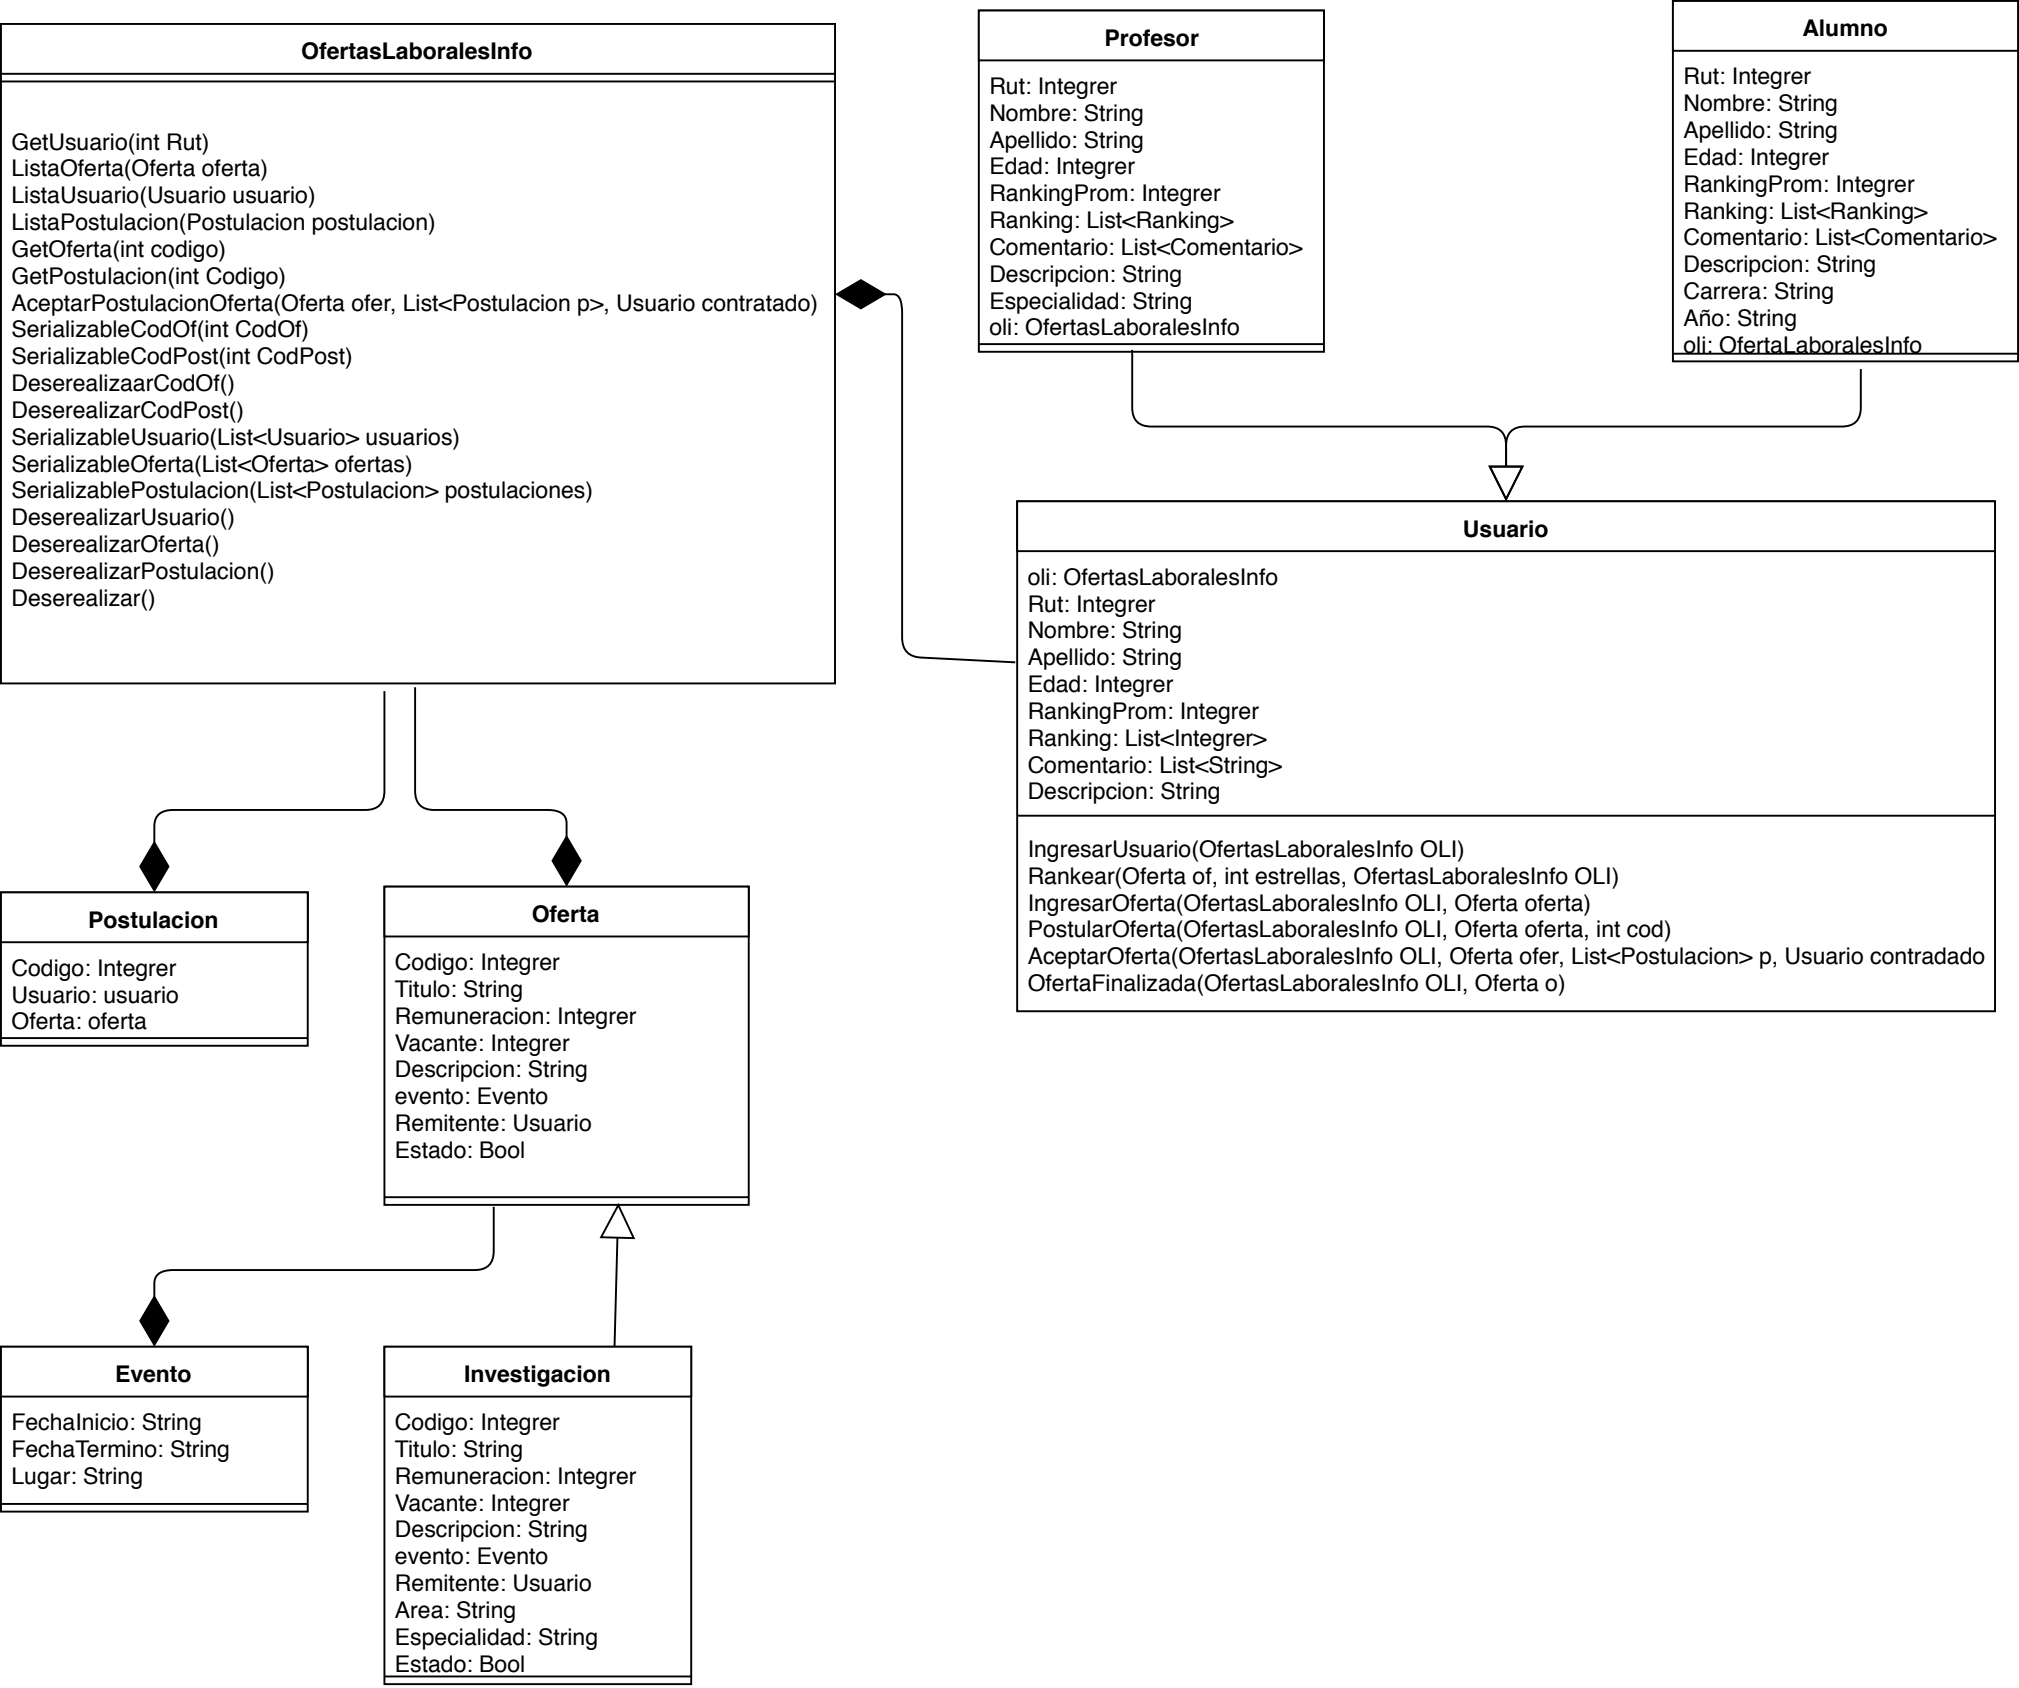 OfertasLaboralesInfo
GetUsuario(int Rut)
ListaOferta(Oferta oferta)
ListaUsuario(Usuario usuario)
ListaPostulacion(Postulacion postulacion)
GetOferta(int codigo)
GetPostulacion(int Codigo)
AceptarPostulacionOferta(Oferta ofer, List<Postulacion p>, Usuario contratado)
SerializableCodOf(int CodOf)
SerializableCodPost(int CodPost)
DeserealizaarCodOf()
DeserealizarCodPost()
SerializableUsuario(List<Usuario> usuarios)
SerializableOferta(List<Oferta> ofertas)
SerializablePostulacion(List<Postulacion> postulaciones)
DeserealizarUsuario()
DeserealizarOferta()
DeserealizarPostulacion()
Deserealizar()
Profesor
Rut: Integrer
Nombre: String
Apellido: String
Edad: Integrer
RankingProm: Integrer
Ranking: List<Ranking>
Comentario: List<Comentario>
Descripcion: String
Especialidad: String
oli: OfertasLaboralesInfo
Alumno
Rut: Integrer
Nombre: String
Apellido: String
Edad: Integrer
RankingProm: Integrer
Ranking: List<Ranking>
Comentario: List<Comentario>
Descripcion: String
Carrera: String
Año: String
oli: OfertaLaboralesInfo
Usuario
oli: OfertasLaboralesInfo
Rut: Integrer
Nombre: String
Apellido: String
Edad: Integrer
RankingProm: Integrer
Ranking: List<Integrer>
Comentario: List<String>
Descripcion: String
IngresarUsuario(OfertasLaboralesInfo OLI)
Rankear(Oferta of, int estrellas, OfertasLaboralesInfo OLI)
IngresarOferta(OfertasLaboralesInfo OLI, Oferta oferta)
PostularOferta(OfertasLaboralesInfo OLI, Oferta oferta, int cod)
AceptarOferta(OfertasLaboralesInfo OLI, Oferta ofer, List<Postulacion> p, Usuario contradado
OfertaFinalizada(OfertasLaboralesInfo OLI, Oferta o)
Postulacion
Codigo: Integrer
Usuario: usuario
Oferta: oferta
Oferta
Codigo: Integrer
Titulo: String
Remuneracion: Integrer
Vacante: Integrer
Descripcion: String
evento: Evento
Remitente: Usuario
Estado: Bool
Evento
FechaInicio: String
FechaTermino: String
Lugar: String
Investigacion
Codigo: Integrer
Titulo: String
Remuneracion: Integrer
Vacante: Integrer
Descripcion: String
evento: Evento
Remitente: Usuario
Area: String
Especialidad: String
Estado: Bool